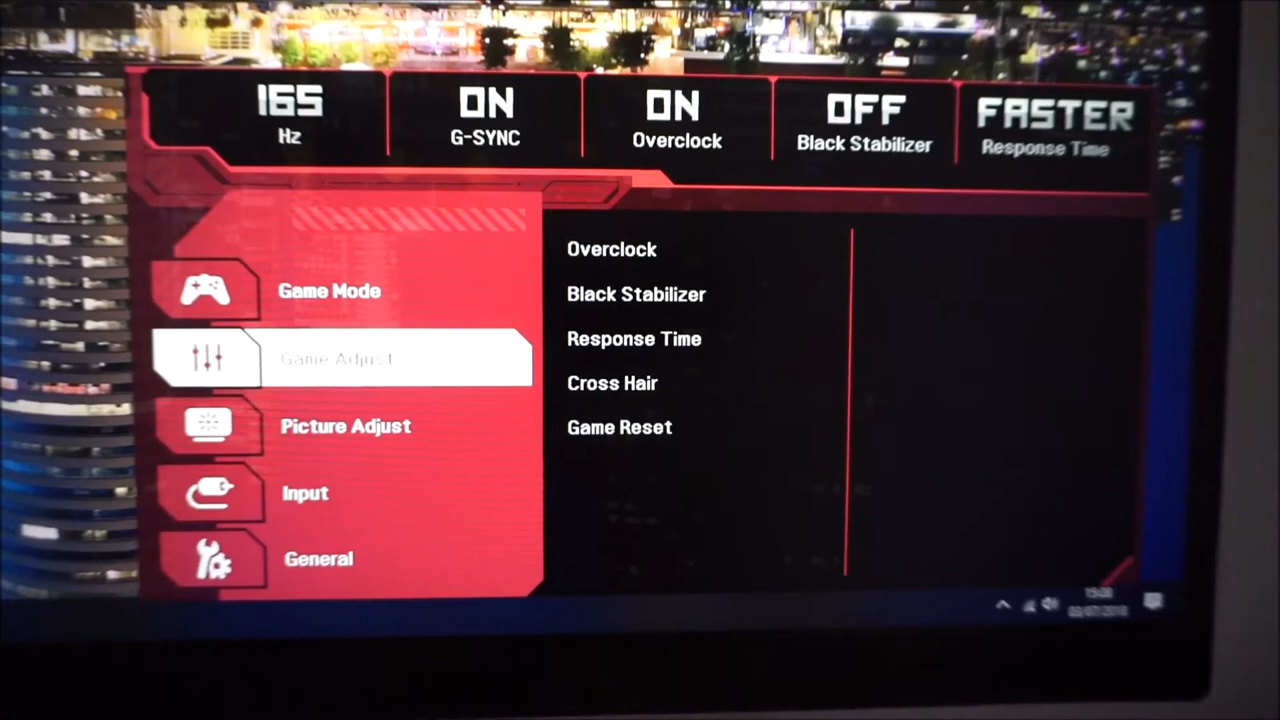 165
Hz
ON
G-SYNC
ON
Overclock
OFF
Black Stabilizer
FASTER
Response Time
Game Mode
Game Adjust
Picture Adjust
Input
General
Overclock
Black Stabilizer
Response Time
Cross Hair
Game Reset